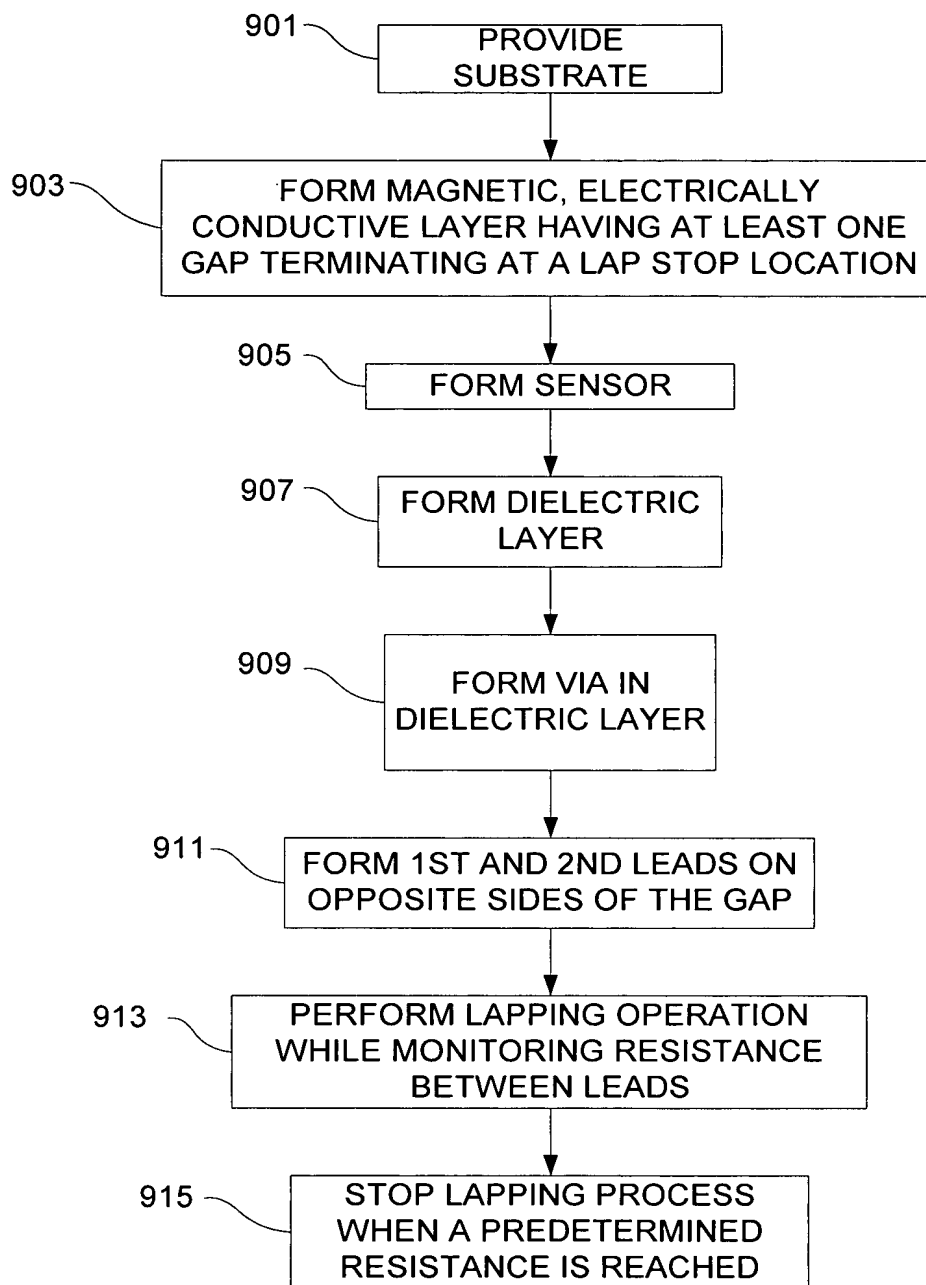 901
PROVIDE
SUBSTRATE
903
FORM MAGNETIC, ELECTRICALLY
CONDUCTIVE LAYER HAVING AT LEAST ONE
GAP TERMINATING AT A LAP STOP LOCATION
905
FORM SENSOR
907
FORM DIELECTRIC
LAYER
909
FORM VIA IN
DIELECTRIC LAYER
911
FORM 1ST AND 2ND LEADS ON
OPPOSITE SIDES OF THE GAP
913
PERFORM LAPPING OPERATION
WHILE MONITORING RESISTANCE
BETWEEN LEADS
915
STOP LAPPING PROCESS
WHEN A PREDETERMINED
RESISTANCE IS REACHED